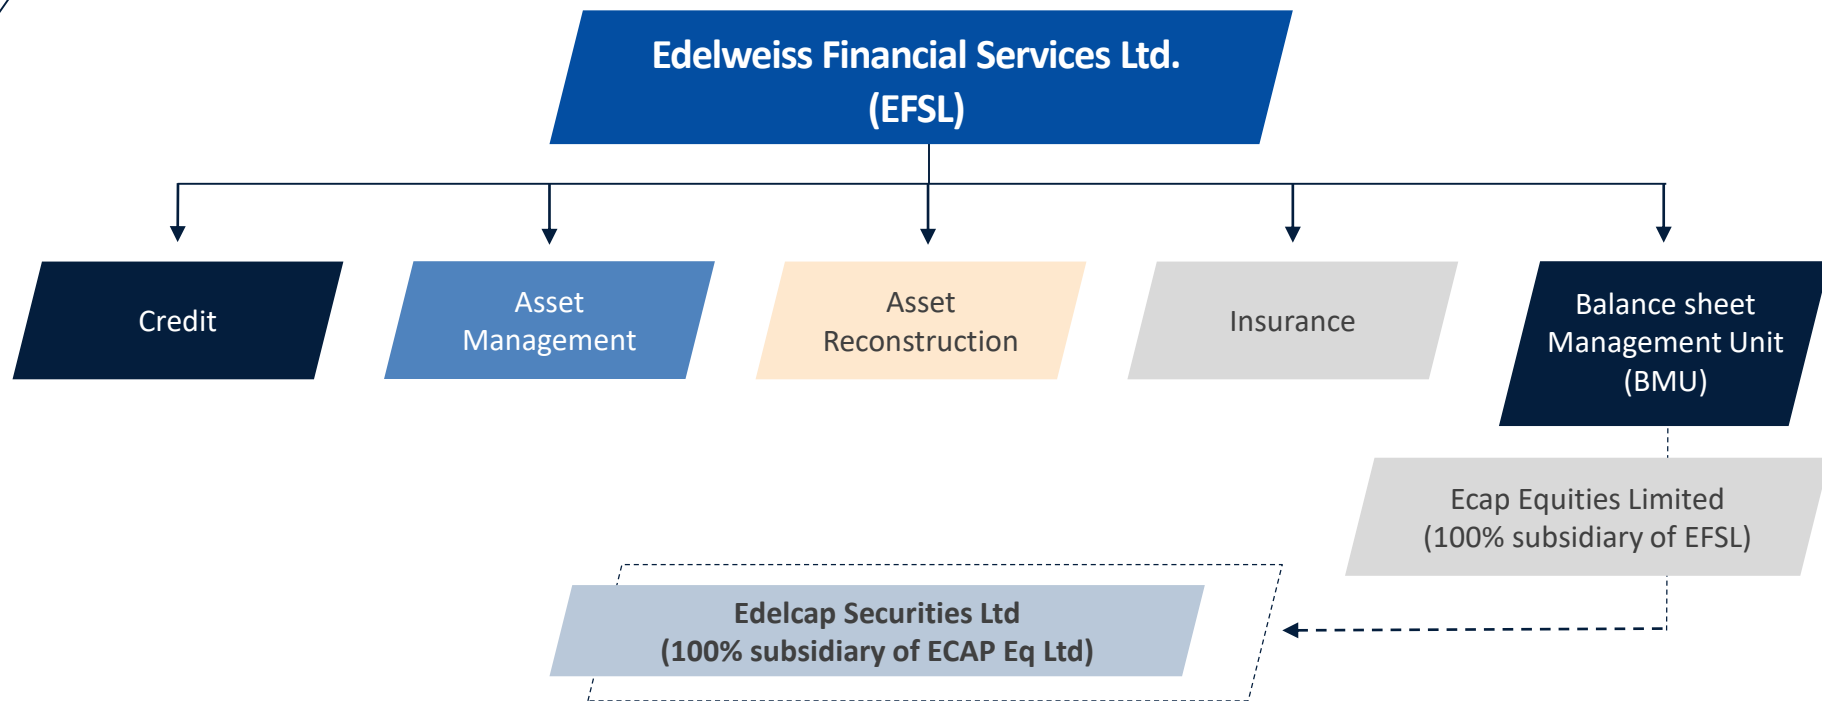 Edelweiss Financial Services Ltd.
(EFSL)
Credit
Asset
Management
Asset
Reconstruction
Insurance
Balance sheet
Management Unit
(BMU)
Ecap Equities Limited
(100% subsidiary of EFSL)
Edelcap Securities Ltd
(100% subsidiary of ECAP Eq Ltd)